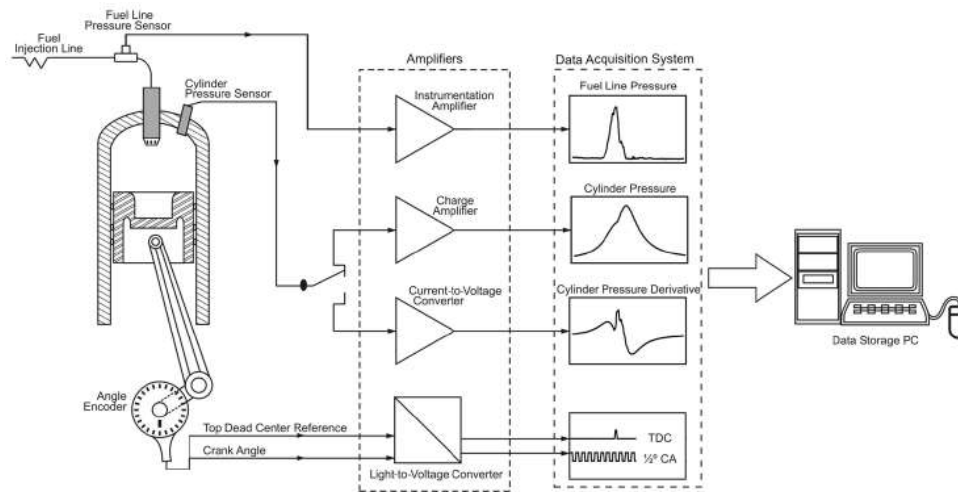 Fuel Line
Pressure Sensor
Fuel
Injection Line
Cylinder
Pressure Sensor
Amplifiers
Data Acquisition System
Instrumentation
Amplifier
Fuel Line Pressure
Charge
Amplifier
Cylinder Pressure
Current-to-Voltage
Converter
Cylinder Pressure Derivative
Data Storage PC
Angle
Encoder
Top Dead Center Reference
Crank Angle
Light-to-Voltage Converter
TDC
½º CA